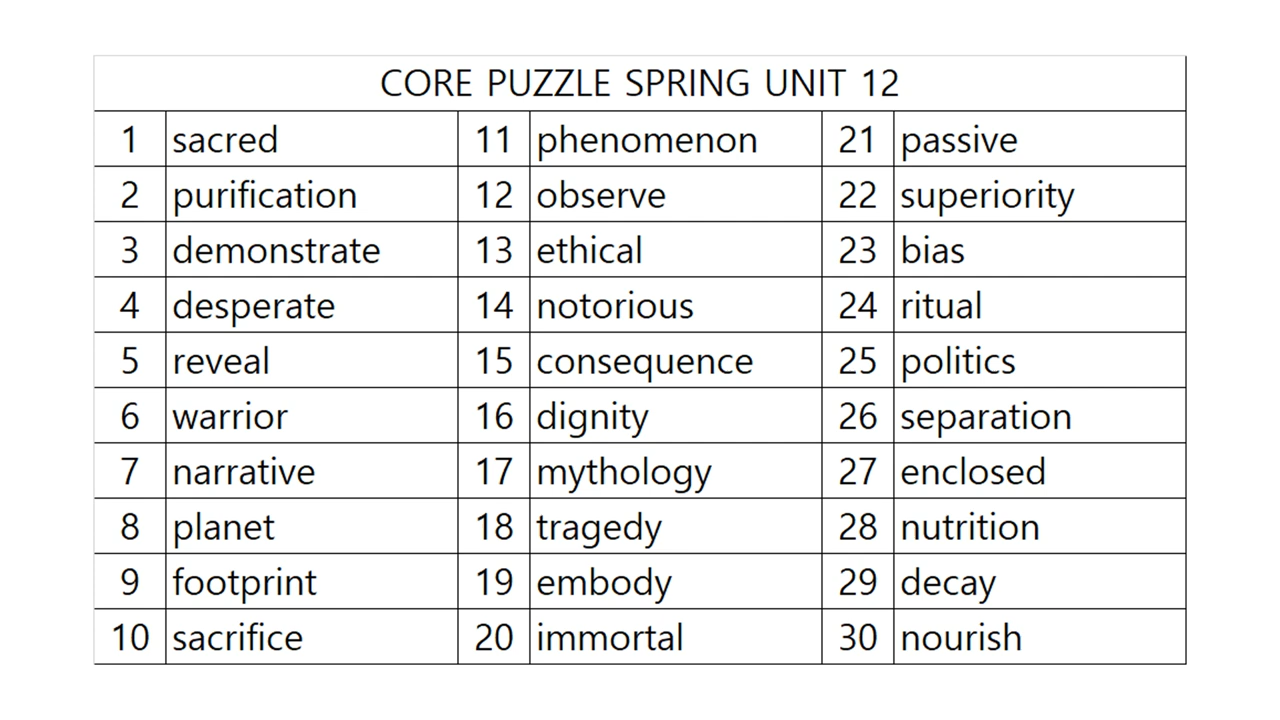 CORE PUZZLE SPRING UNIT 12
1 sacred 11 phenomenon 21 passive
2 purification 12 observe 22 superiority
3 demonstrate 13 ethical 23 bias
4 desperate 14 notorious 24 ritual
5 reveal 15 consequence 25 politics
6 warrior 16 dignity 26 separation
7 narrative 17 mythology 27 enclosed
8 planet 18 tragedy 28 nutrition
9 footprint 19 embody 29 decay
10 sacrifice 20 immortal 30 nourish